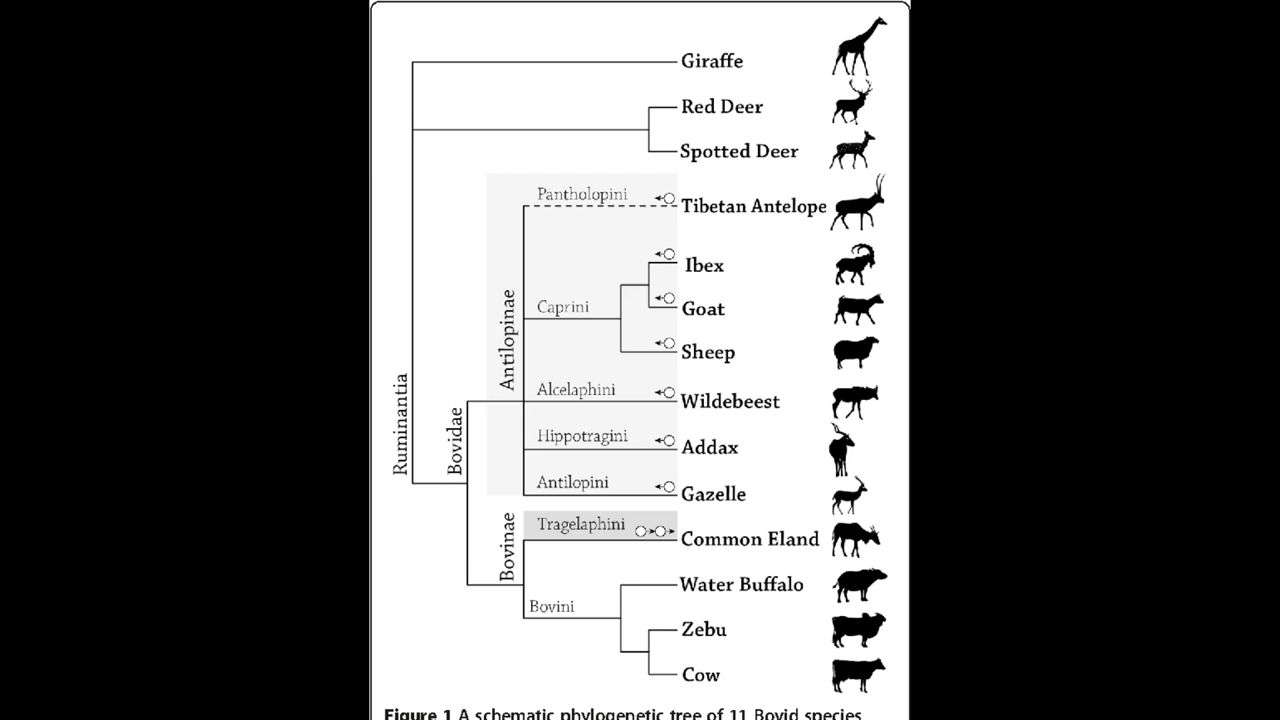 Giraffe
Red Deer
Spotted Deer
Pantholopini
Tibetan Antelope
Ibex
Caprini
Goat
Sheep
Antilopinae
Alcelaphini
Wildebeest
Ruminantia
Bovidae
Hippotragini
Addax
Antilopini
Gazelle
Tragelaphini
Common Eland
Bovinae
Water Buffalo
Bovini
Zebu
Cow
Figure 1 A schematic phylogenetic tree of 11 Bovid species